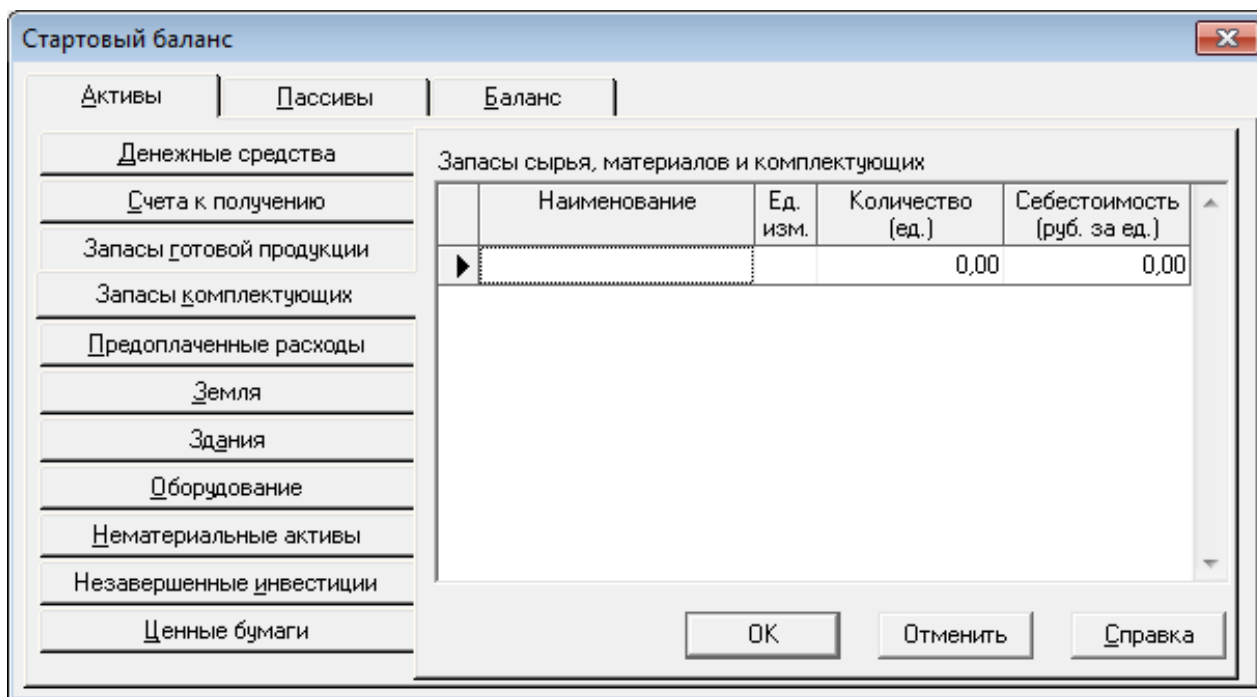 Стартовый баланс
Активы
Пассивы
Баланс
Денежные средства
Счета к получению
Запасы готовой продукции
Запасы комплектующих
Предоплаченные расходы
Земля
Здания
Оборудование
Нематериальные активы
Незавершенные инвестиции
Ценные бумаги
Запасы сырья, материалов и комплектующих
Наименование
Ед.
изм.
Количество
(ед.)
Себестоимость
(руб. за ед.)
0,00
0,00
OK
Отменить
Справка